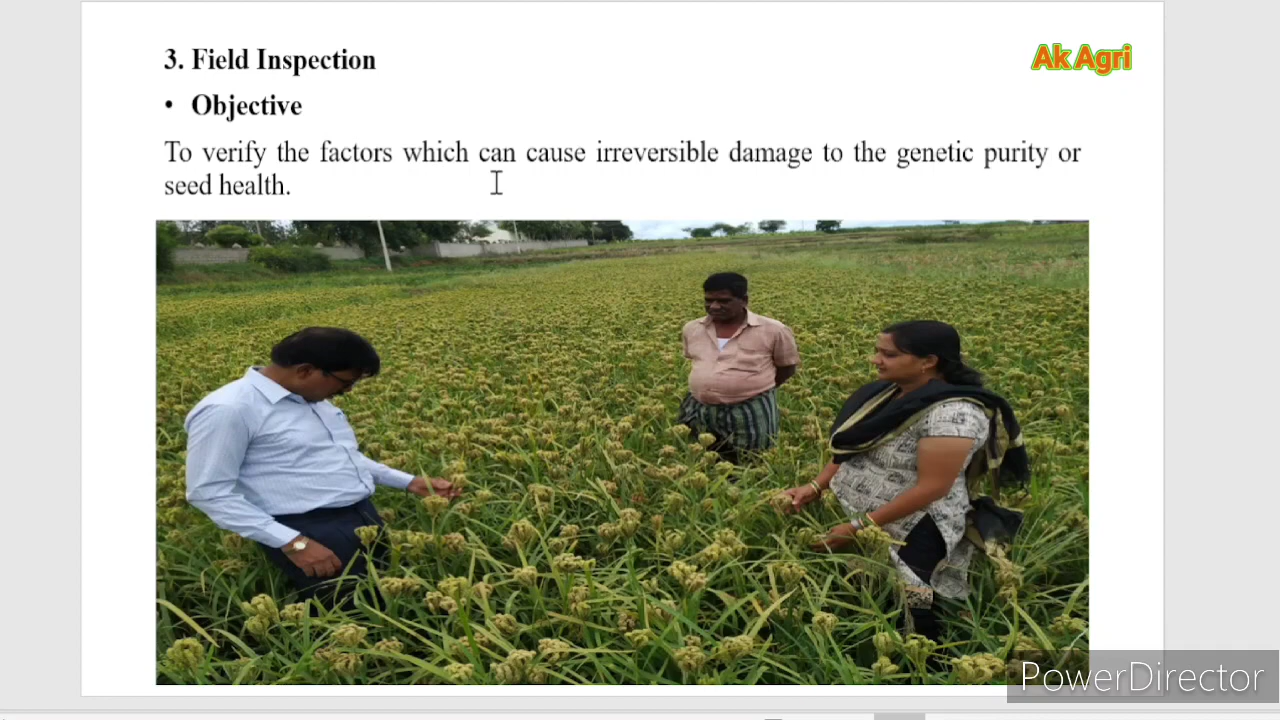 3. Field Inspection
Ak Agri
• Objective
To verify the factors which can cause irreversible damage to the genetic purity or
seed health.
PowerDirector